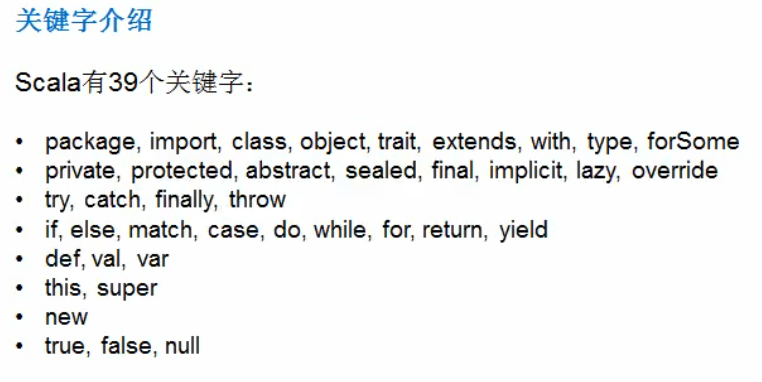 关键字介绍
Scala有39个关键字：
• package, import, class, object, trait, extends, with, type, forSome
• private, protected, abstract, sealed, final, implicit, lazy, override
• try, catch, finally, throw
• if, else, match, case, do, while, for, return, yield
• def, val, var
• this, super
• new
• true, false, null